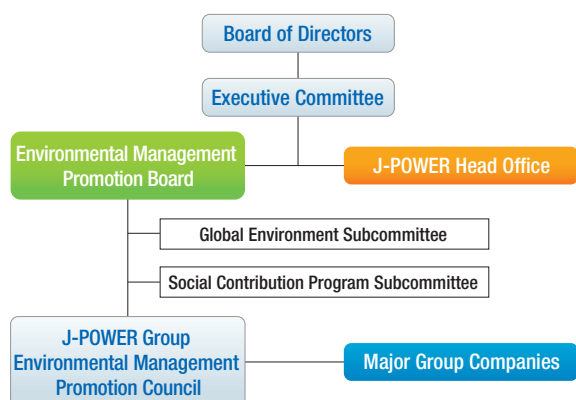 Board of Directors
Executive Committee
Environmental Management
Promotion Board
J-POWER Head Office
Global Environment Subcommittee
Social Contribution Program Subcommittee
J-POWER Group
Environmental Management
Promotion Council
Major Group Companies